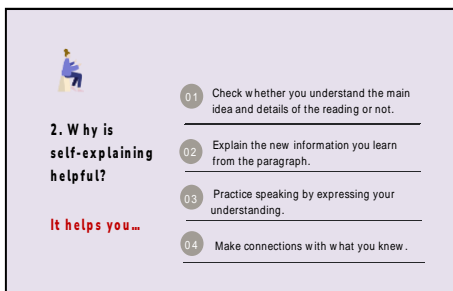 2. Why is
self-explaining
helpful?
It helps you…
01
Check whether you understand the main
idea and details of the reading or not.
02
Explain the new information you learn
from the paragraph.
03
Practice speaking by expressing your
understanding.
04
Make connections with what you knew.